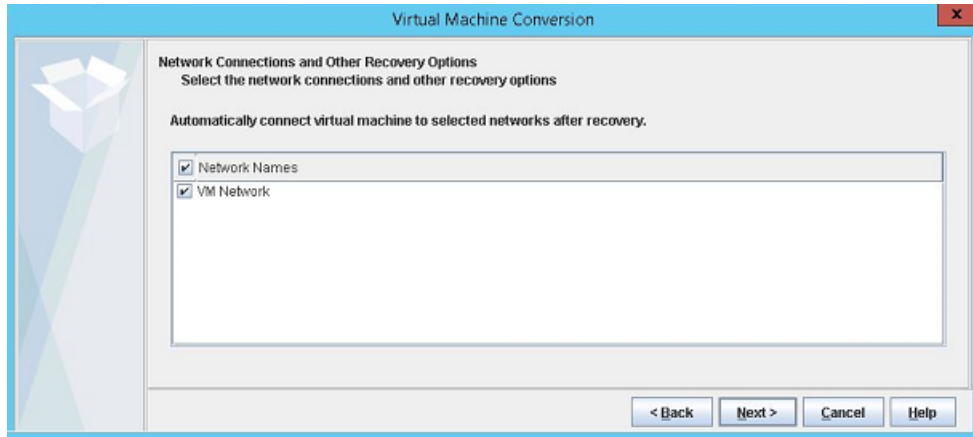 Virtual Machine Conversion
x
Network Connections and Other Recovery Options
Select the network connections and other recovery options
Automatically connect virtual machine to selected networks after recovery.
Network Names
VM Network
< Back Next > Cancel Help